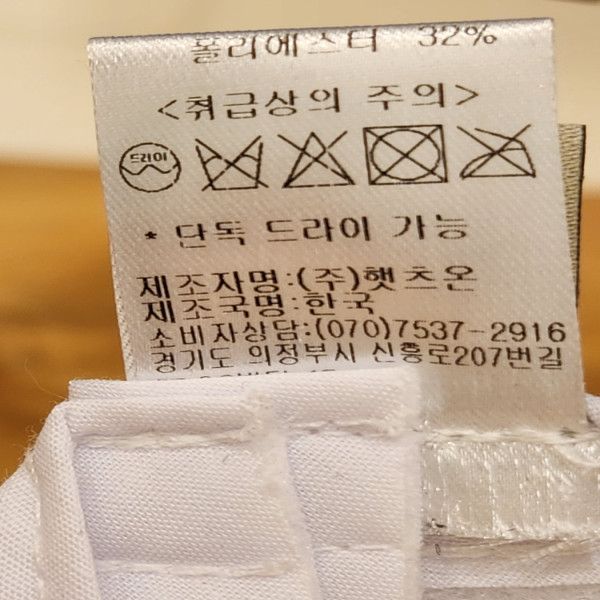 폴리에스터 32%
<취급상의 주의>
드라이
* 단독 드라이 가능
제조자명:(주)햇츠온
제조국명:한국
소비자상담:(070)7537-2916
경기도 의정부시 신흥로207번길